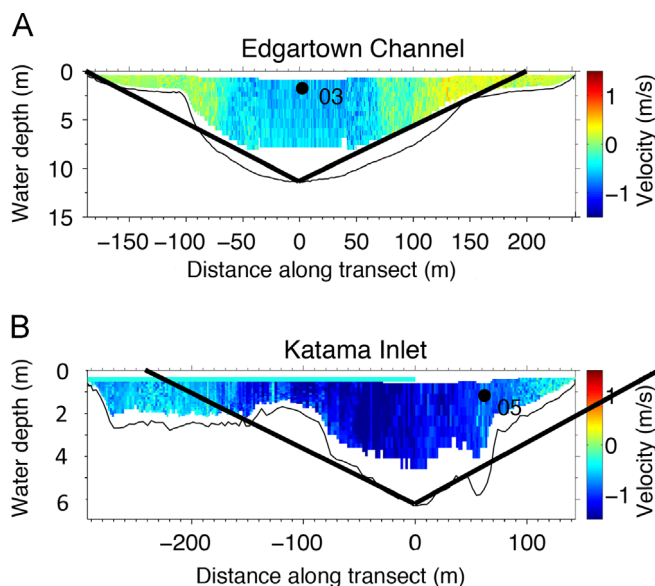 A
Edgartown Channel
0
5
10
15
Water depth (m)
03
−150 −100 −50 0 50 100 150 200
Distance along transect (m)
1
0
−1
Velocity (m/s)
B
Katama Inlet
0
2
4
6
Water depth (m)
05
−200 −100 0 100
Distance along transect (m)
1
0
−1
Velocity (m/s)